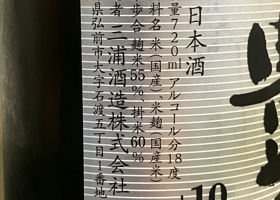 日本酒
量720ml アルコール分18度
料名 米(国産)、米麹(国産米)
歩合 麹米55%、掛米60%
者 三浦酒造株式会社
県弘前市大字石渡五丁目1番地
+10